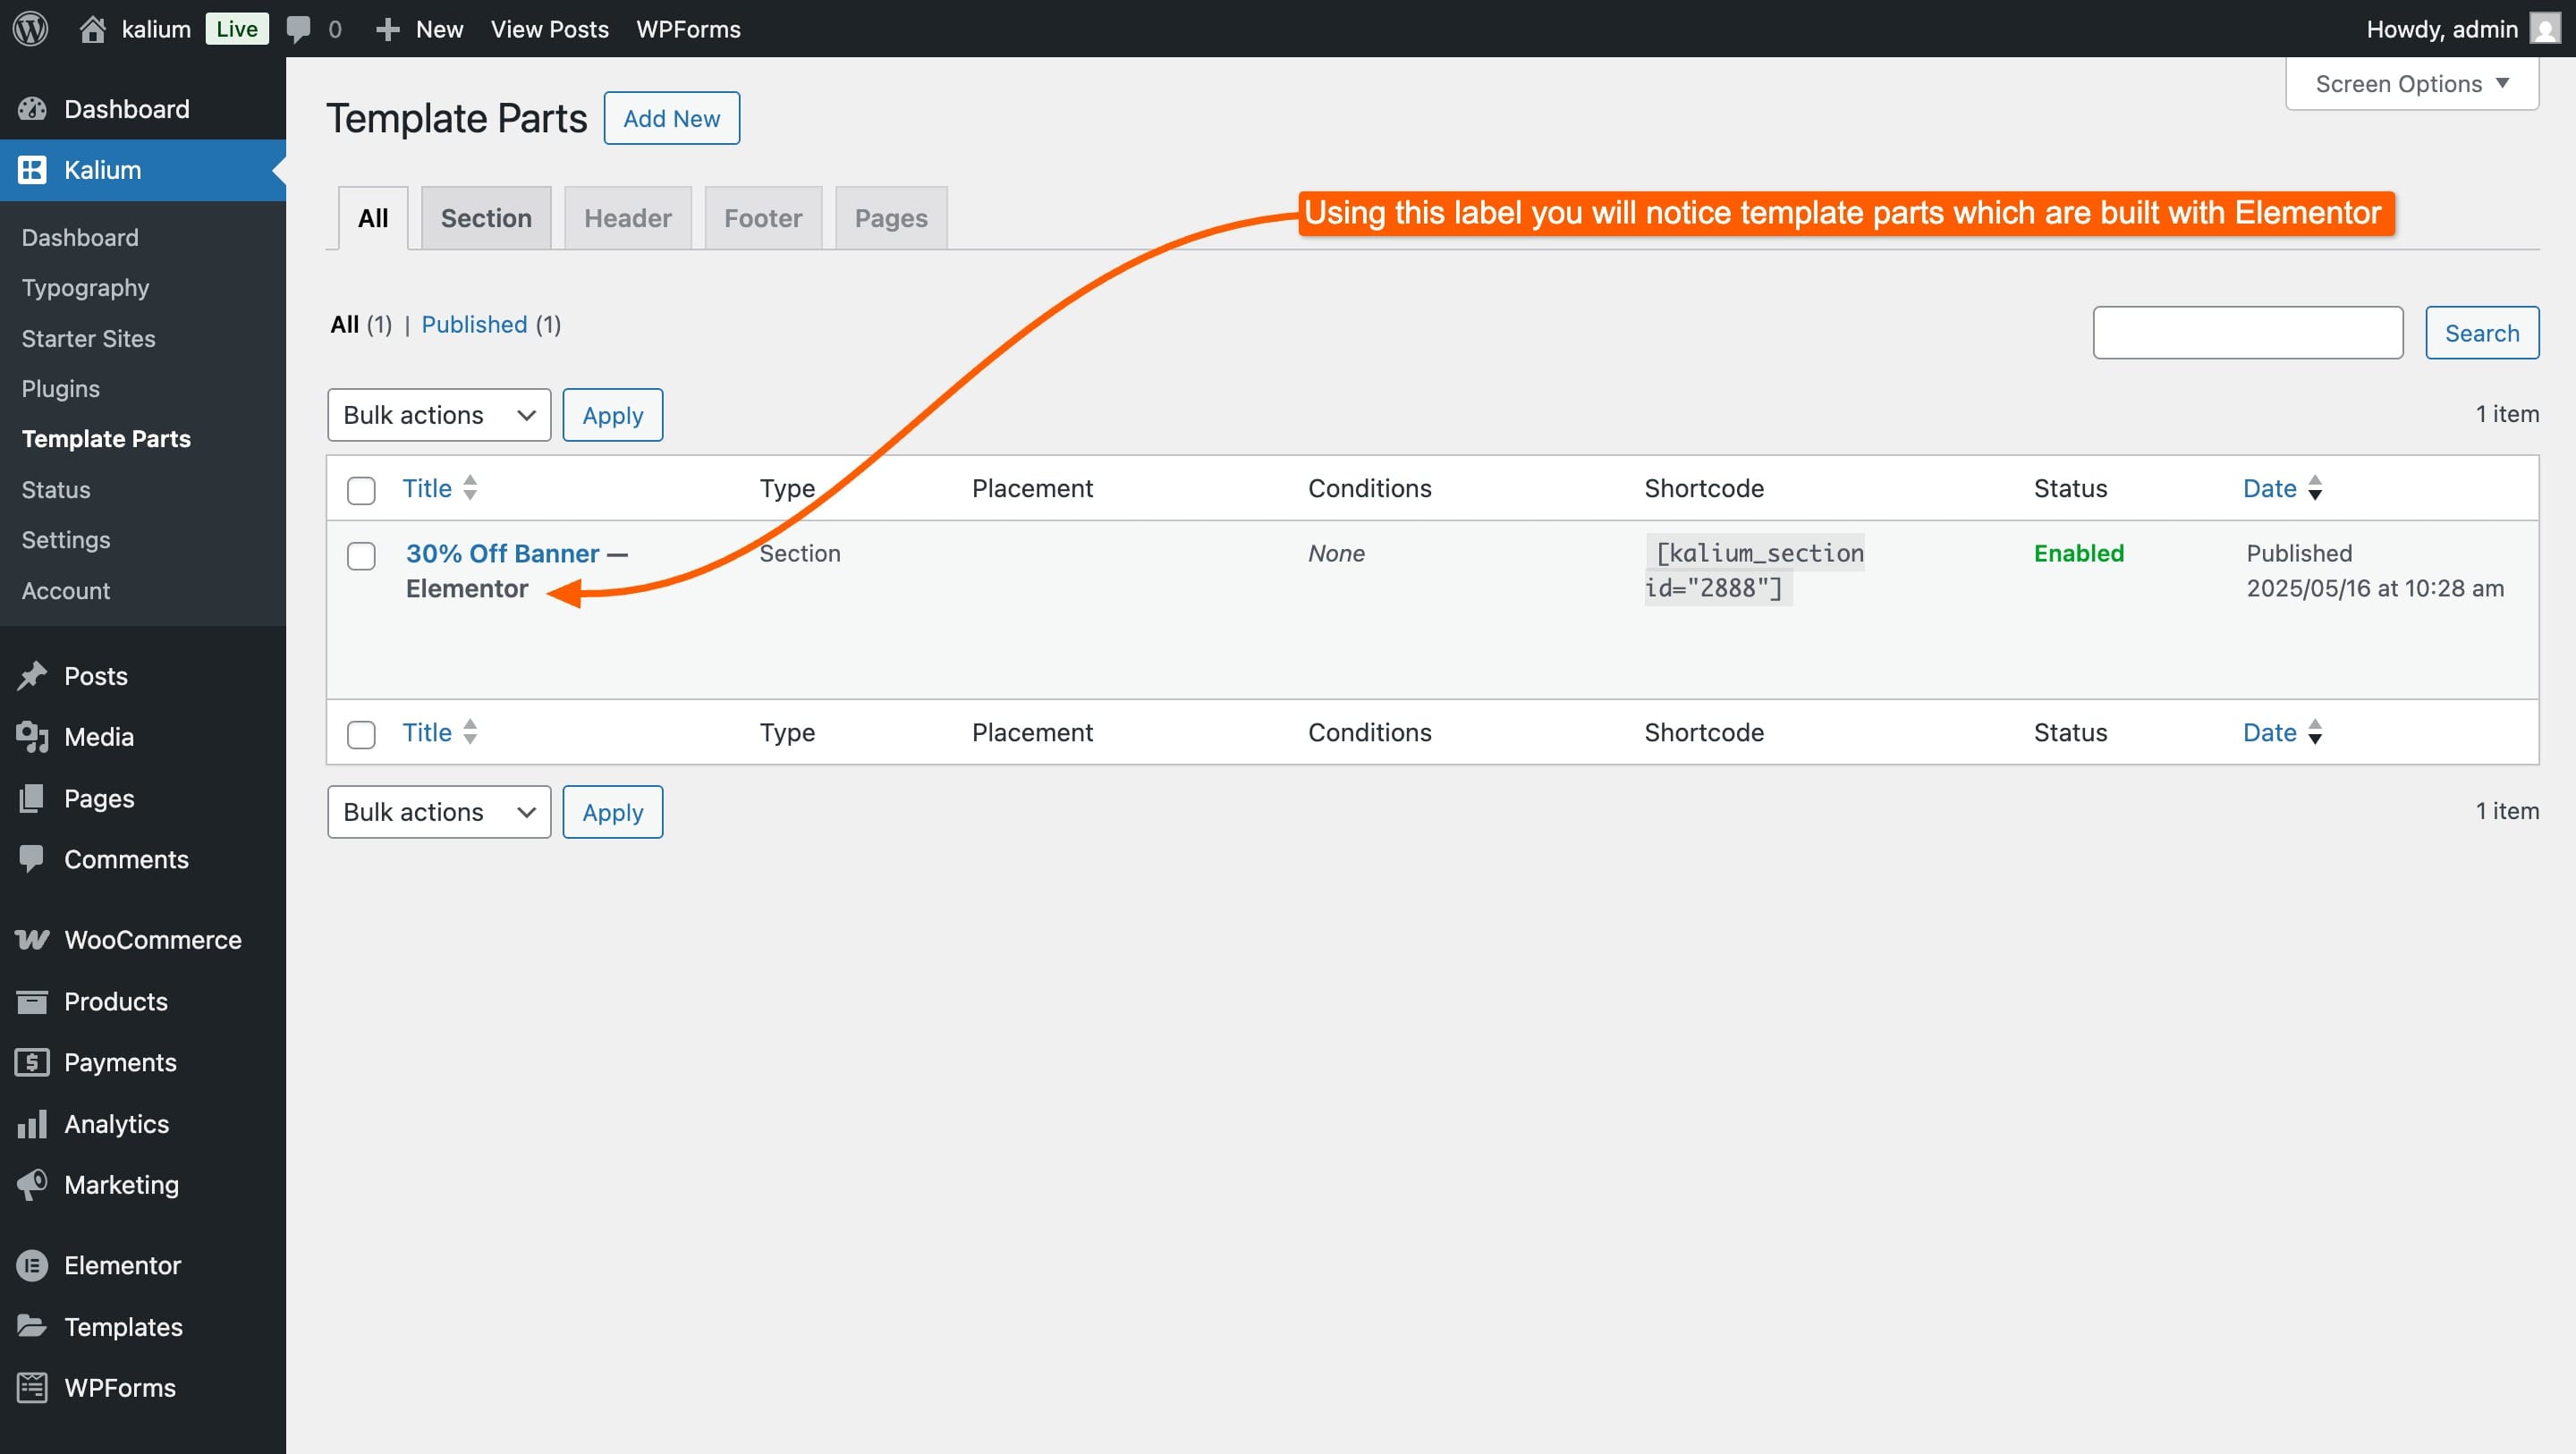 kalium Live 0 New View Posts WPForms Howdy, admin
Screen Options
Dashboard
Kalium
Dashboard
Typography
Starter Sites
Plugins
Template Parts
Status
Settings
Account
Posts
Media
Pages
Comments
WooCommerce
Products
Payments
Analytics
Marketing
Elementor
Templates
WPForms
Template Parts Add New
All Section Header Footer Pages
Using this label you will notice template parts which are built with Elementor
All (1) | Published (1)
Search
Bulk actions Apply 1 item
Title Type Placement Conditions Shortcode Status Date
30% Off Banner — Section None [kalium_section Enabled Published
Elementor id="2888"] 2025/05/16 at 10:28 am
Title Type Placement Conditions Shortcode Status Date
Bulk actions Apply 1 item